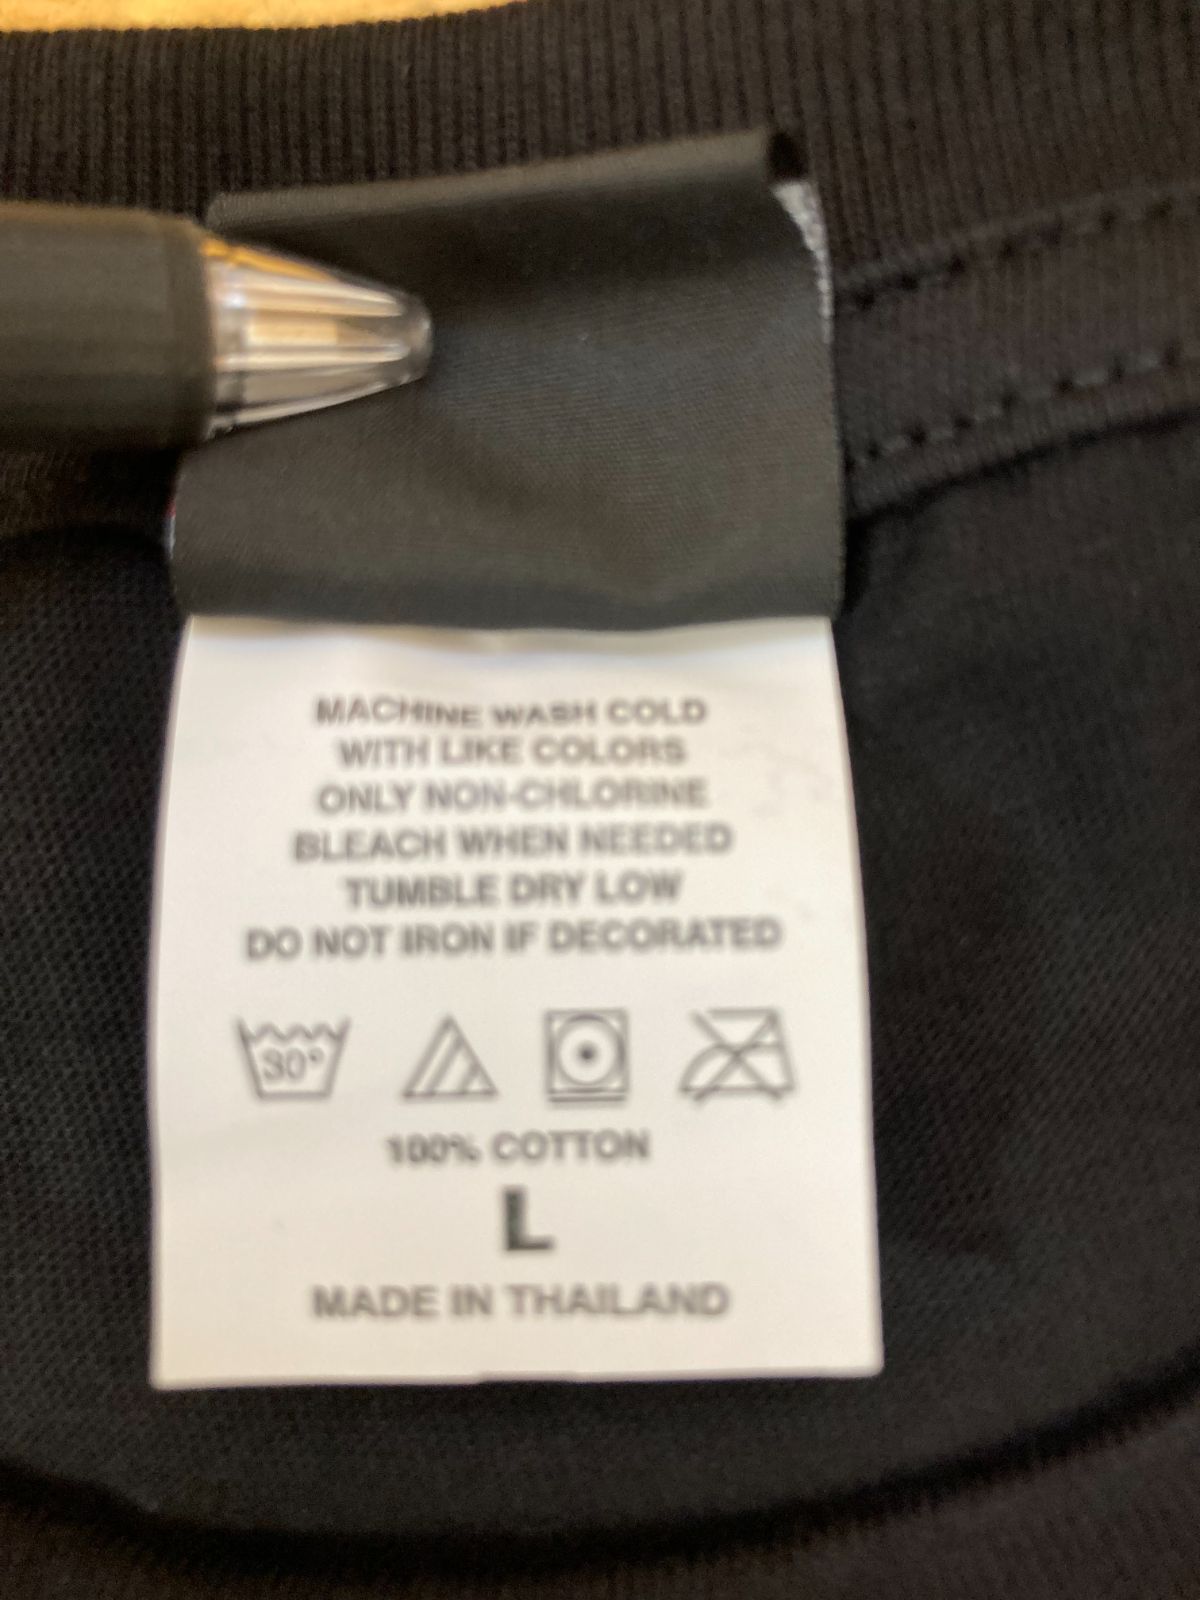 MACHINE WASH COLD
WITH LIKE COLORS
ONLY NON-CHLORINE
BLEACH WHEN NEEDED
TUMBLE DRY LOW
DO NOT IRON IF DECORATED
30°
100% COTTON
L
MADE IN THAILAND